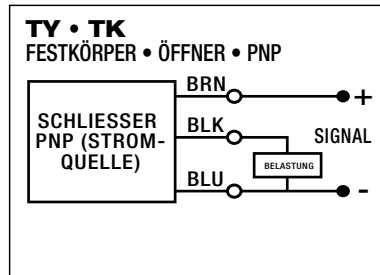 TY • TK
FESTKÖRPER • ÖFFNER • PNP
BRN
+
SCHLIESSER
PNP (STROM-
QUELLE)
BLK
SIGNAL
BELASTUNG
BLU
-